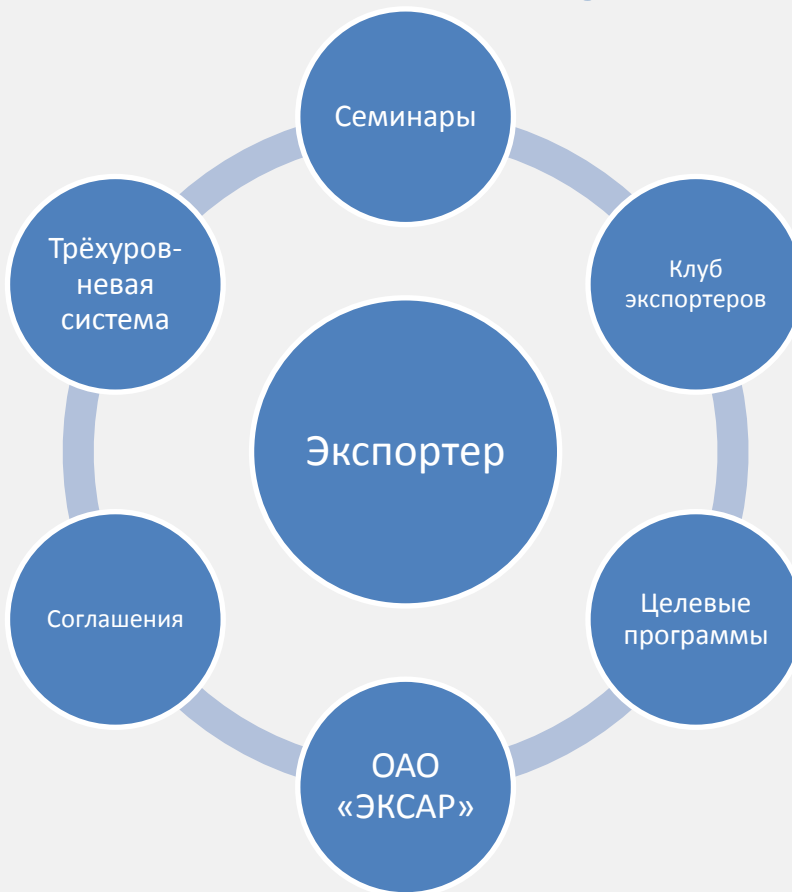 Семинары
Клуб
экспортеров
Целевые
программы
ОАО
«ЭКСАР»
Соглашения
Трёхуров-
невая
система
Экспортер